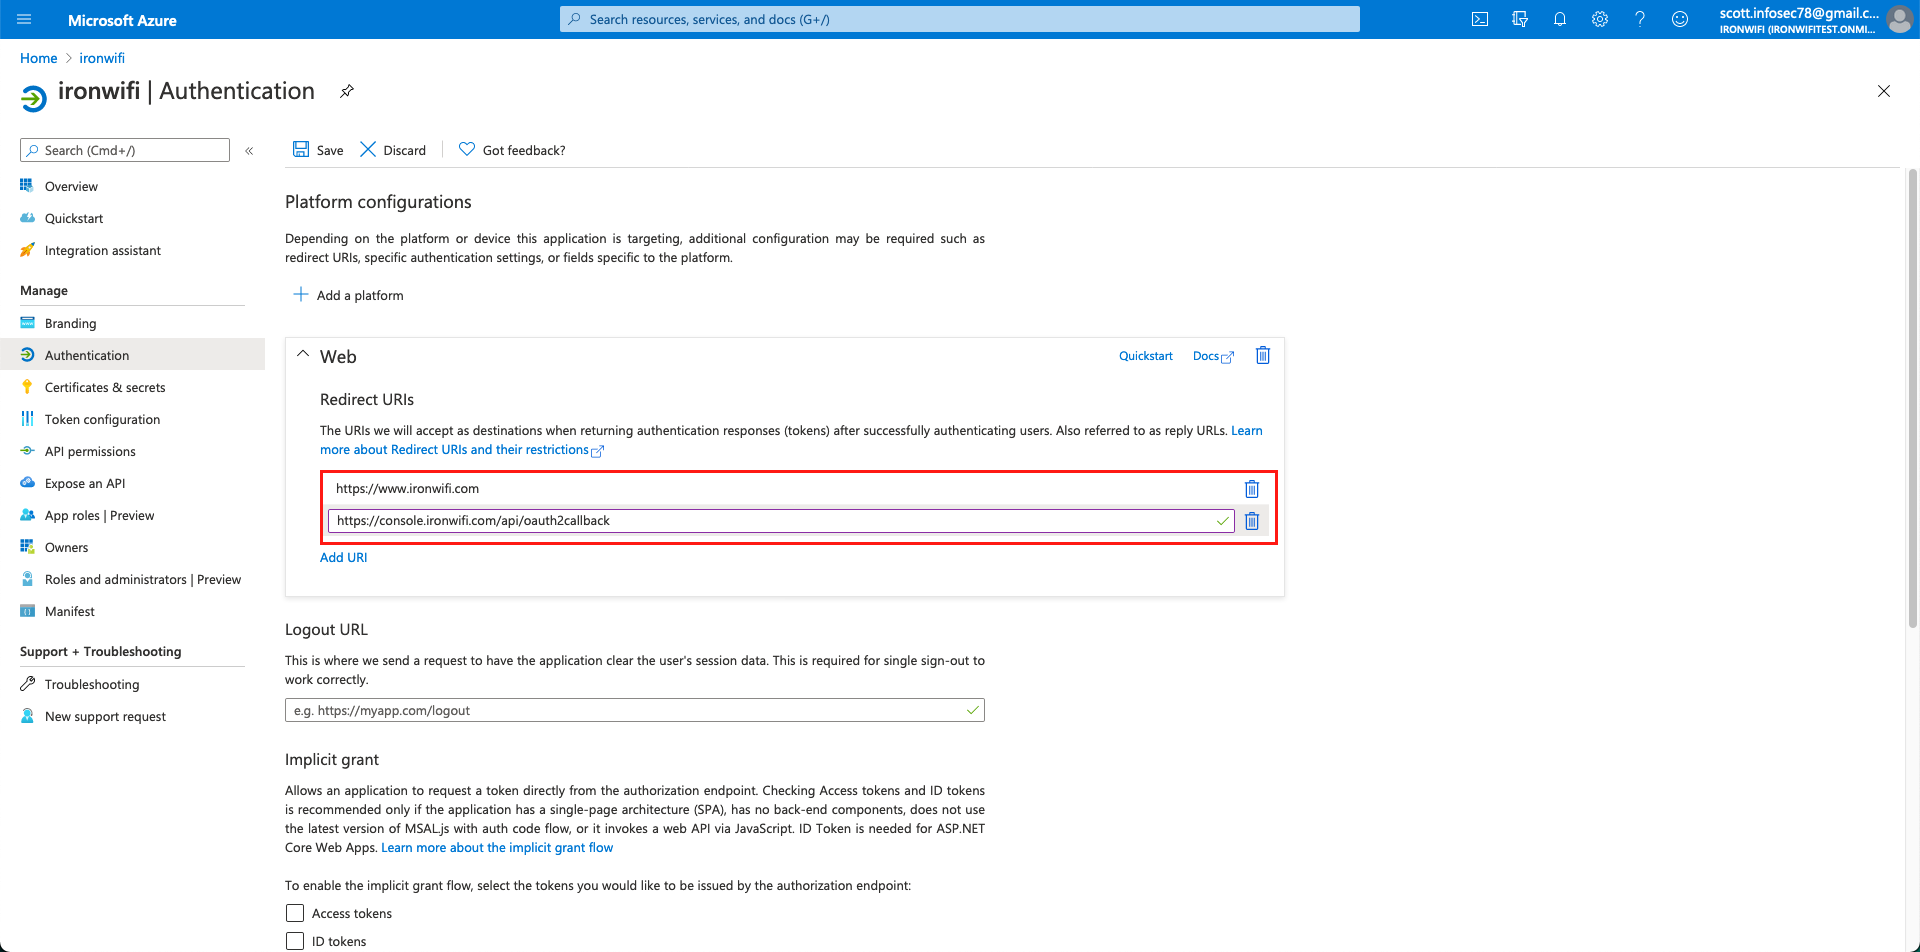 Microsoft Azure
Search resources, services, and docs (G+/)
scott.infosec78@gmail.c...
IRONWIFI (IRONWIFITEST.ONMI...
Home > ironwifi
ironwifi | Authentication
Search (Cmd+/)
«
Save
Discard
Got feedback?
Overview
Quickstart
Integration assistant
Manage
Branding
Authentication
Certificates & secrets
Token configuration
API permissions
Expose an API
App roles | Preview
Owners
Roles and administrators | Preview
Manifest
Support + Troubleshooting
Troubleshooting
New support request
Platform configurations
Depending on the platform or device this application is targeting, additional configuration may be required such as
redirect URIs, specific authentication settings, or fields specific to the platform.
Add a platform
Web
Quickstart
Docs
Redirect URIs
The URIs we will accept as destinations when returning authentication responses (tokens) after successfully authenticating users. Also referred to as reply URLs. Learn
more about Redirect URIs and their restrictions
https://www.ironwifi.com
https://console.ironwifi.com/api/oauth2callback
Add URI
Logout URL
This is where we send a request to have the application clear the user's session data. This is required for single sign-out to
work correctly.
e.g. https://myapp.com/logout
Implicit grant
Allows an application to request a token directly from the authorization endpoint. Checking Access tokens and ID tokens
is recommended only if the application has a single-page architecture (SPA), has no back-end components, does not use
the latest version of MSAL.js with auth code flow, or it invokes a web API via JavaScript. ID Token is needed for ASP.NET
Core Web Apps. Learn more about the implicit grant flow
To enable the implicit grant flow, select the tokens you would like to be issued by the authorization endpoint:
Access tokens
ID tokens